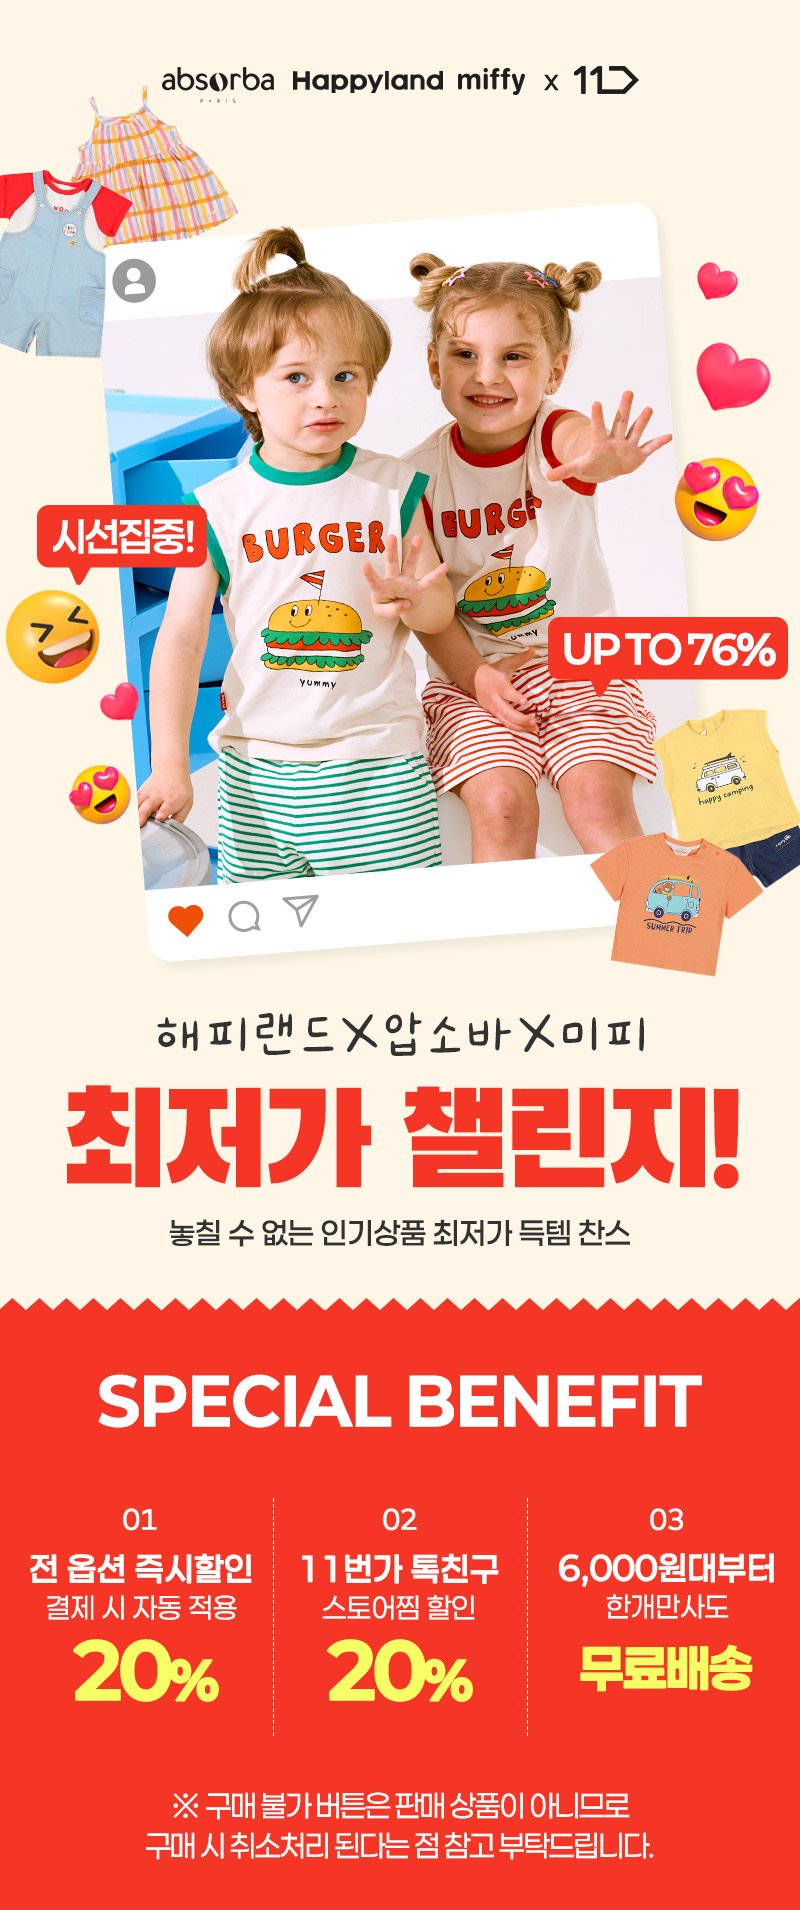 absorba Happyland miffy x 11
PARIS
시선집중!
BURGER
yummy
BURGE
yummy
UP TO 76%
happy camping
SUMMER TRIP
해피랜드X압소바X미피
최저가 챌린지!
놓칠 수 없는 인기상품 최저가 득템 찬스
SPECIAL BENEFIT
01
전 옵션 즉시할인
결제 시 자동 적용
20%
02
11번가 톡친구
스토어찜 할인
20%
03
6,000원대부터
한개만사도
무료배송
※ 구매 불가 버튼은 판매 상품이 아니므로
구매 시 취소처리 된다는 점 참고 부탁드립니다.